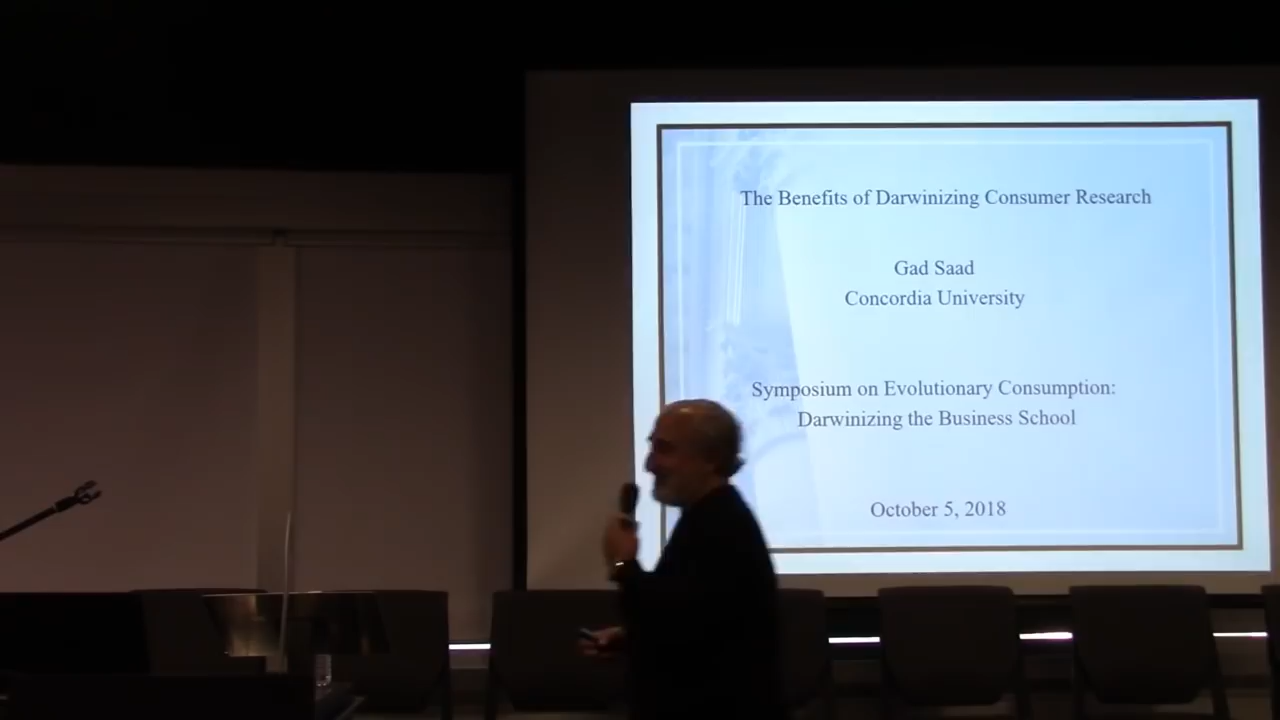 The Benefits of Darwinizing Consumer Research
Gad Saad
Concordia University
Symposium on Evolutionary Consumption:
Darwinizing the Business School
October 5, 2018